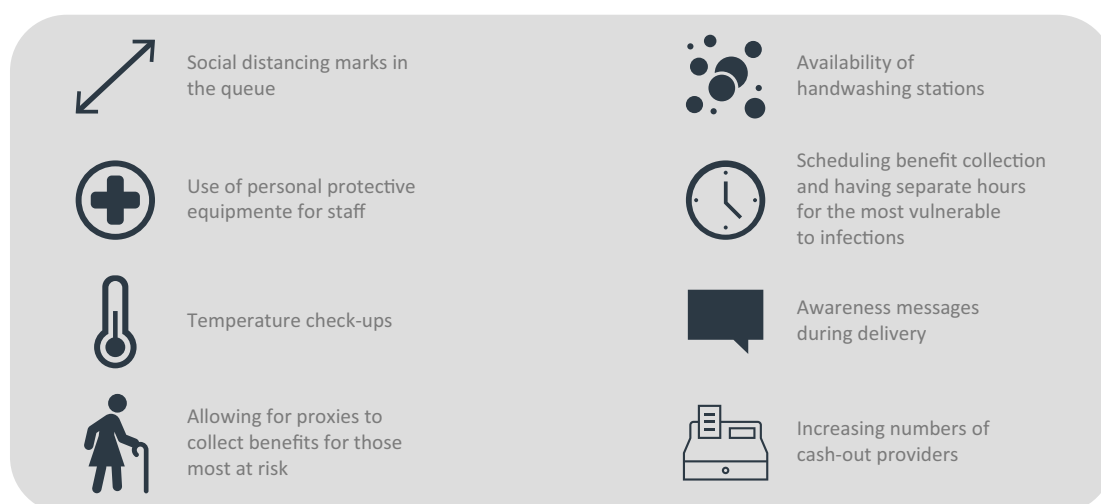 Social distancing marks in
the queue
Use of personal protective
equipmente for staff
Temperature check-ups
Allowing for proxies to
collect benefits for those
most at risk
Availability of
handwashing stations
Scheduling benefit collection
and having separate hours
for the most vulnerable
to infections
Awareness messages
during delivery
Increasing numbers of
cash-out providers